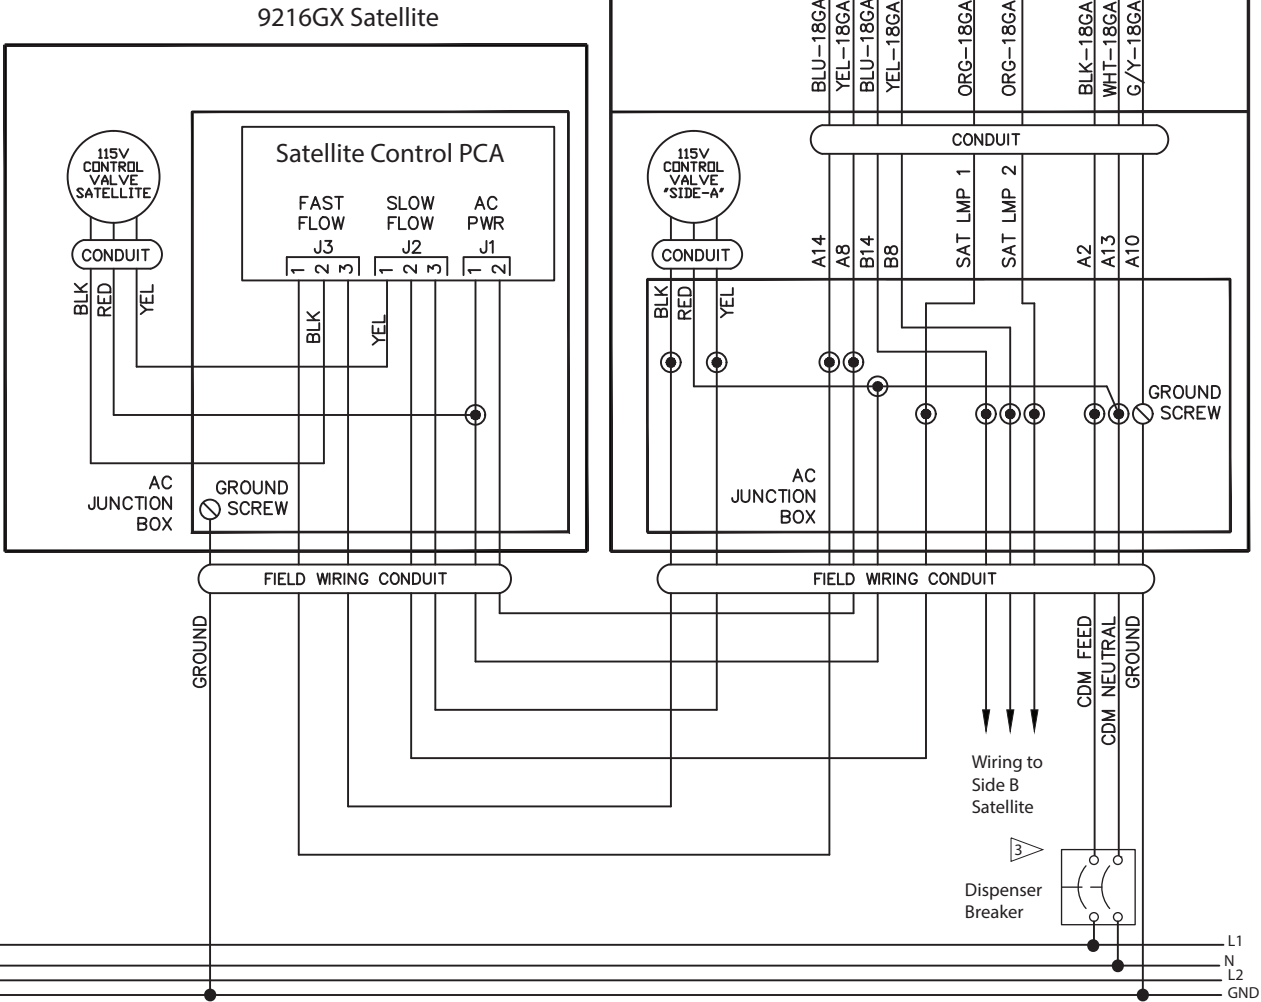 9216GX Satellite
BLU-18GA
YEL-18GA
BLU-18GA
YEL-18GA
ORG-18GA
ORG-18GA
BLK-18GA
WHT-18GA
G/Y-18GA
115V
CONTROL
VALVE
SATELLITE
Satellite Control PCA
FAST
FLOW
SLOW
FLOW
AC
PWR
J3
J2
J1
1
2
3
1
2
3
1
2
CONDUIT
BLK
RED
YEL
BLK
YEL
AC
JUNCTION
BOX
GROUND
SCREW
115V
CONTROL
VALVE
"SIDE-A"
CONDUIT
CONDUIT
A14
A8
B14
B8
SAT LMP 1
SAT LMP 2
A2
A13
A10
BLK
RED
YEL
GROUND
SCREW
AC
JUNCTION
BOX
FIELD WIRING CONDUIT
FIELD WIRING CONDUIT
GROUND
CDM FEED
CDM NEUTRAL
GROUND
Wiring to
Side B
Satellite
3
Dispenser
Breaker
L1
N
L2
GND